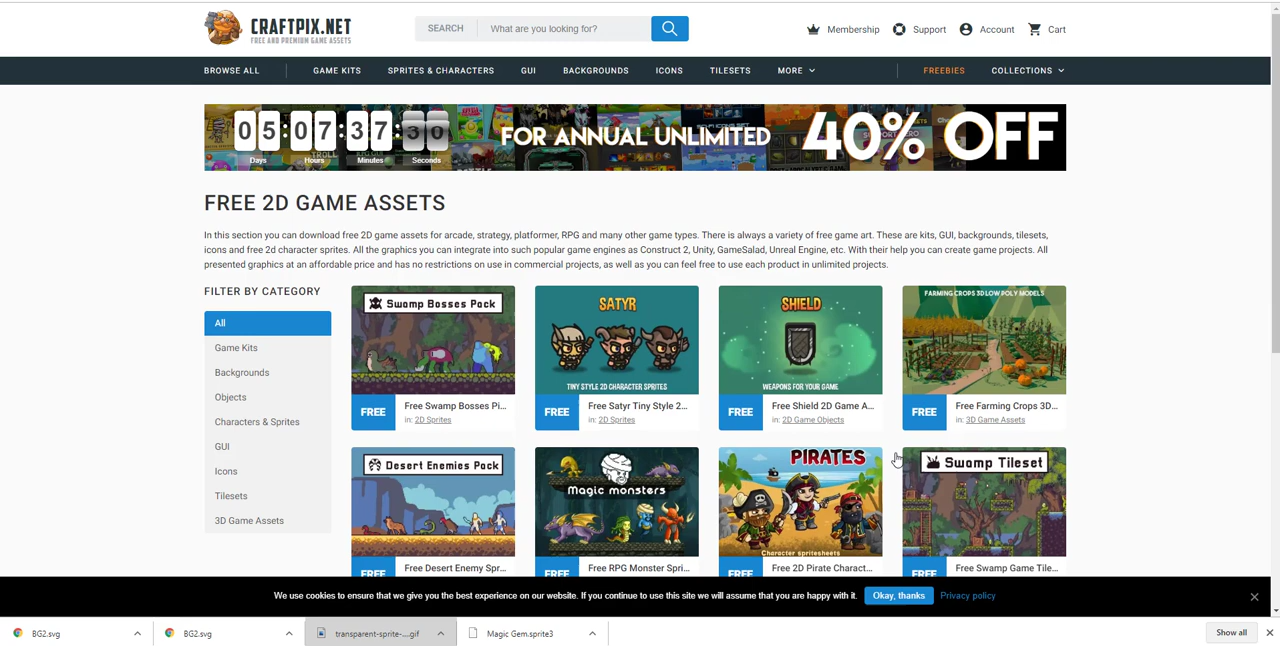 CRAFTPIX.NET
FREE AND PREMIUM GAME ASSETS
SEARCH What are you looking for?
Membership Support Account Cart
BROWSE ALL GAME KITS SPRITES & CHARACTERS GUI BACKGROUNDS ICONS TILESETS MORE FREEBIES COLLECTIONS
05:07:37:30 FOR ANNUAL UNLIMITED 40% OFF
Days Hours Minutes Seconds
FREE 2D GAME ASSETS
In this section you can download free 2D game assets for arcade, strategy, platformer, RPG and many other game types. There is always a variety of free game art. These are kits, GUI, backgrounds, tilesets,
icons and free 2d character sprites. All the graphics you can integrate into such popular game engines as Construct 2, Unity, GameSalad, Unreal Engine, etc. With their help you can create game projects. All
presented graphics at an affordable price and has no restrictions on use in commercial projects, as well as you can feel free to use each product in unlimited projects.
FILTER BY CATEGORY
All
Game Kits
Backgrounds
Objects
Characters & Sprites
GUI
Icons
Tilesets
3D Game Assets
Swamp Bosses Pack
FREE Free Swamp Bosses Pi...
in: 2D Sprites
SATYR
TINY STYLE 2D CHARACTER SPRITES
FREE Free Satyr Tiny Style 2...
in: 2D Sprites
SHIELD
WEAPONS FOR YOUR GAME
FREE Free Shield 2D Game A...
in: 2D Game Objects
FARMING CROPS 3D LOW POLY MODELS
FREE Free Farming Crops 3D...
in: 3D Game Assets
Desert Enemies Pack
FREE Free Desert Enemy Spr...
Magic monsters
FREE Free RPG Monster Spri...
PIRATES
Character spritesheets
FREE Free 2D Pirate Charact...
Swamp Tileset
FREE Free Swamp Game Tile...
We use cookies to ensure that we give you the best experience on our website. If you continue to use this site we will assume that you are happy with it. Okay, thanks Privacy policy
BG2.svg BG2.svg transparent-sprite-....gif Magic Gem.sprite3 Show all